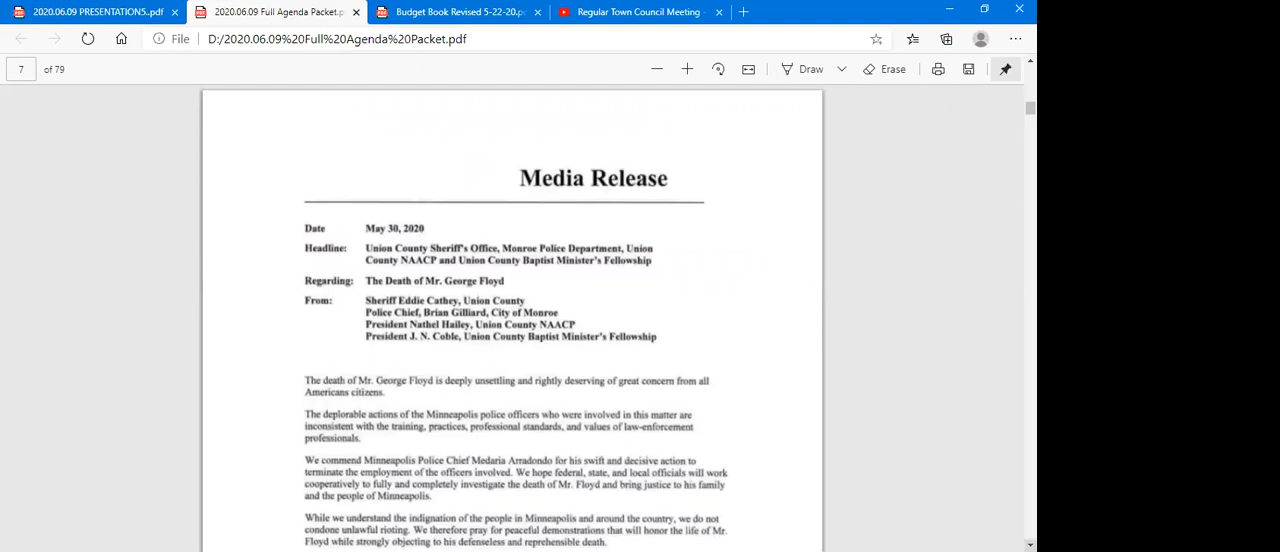 2020.06.09 PRESENTATION5..pdf
2020.06.09 Full Agenda Packet.p
Budget Book Revised 5-22-20.p
Regular Town Council Meeting -
File D:/2020.06.09%20Full%20Agenda%20Packet.pdf
7 of 79
Draw
Erase
Media Release
Date May 30, 2020
Headline: Union County Sheriff's Office, Monroe Police Department, Union
County NAACP and Union County Baptist Minister's Fellowship
Regarding: The Death of Mr. George Floyd
From: Sheriff Eddie Cathey, Union County
Police Chief, Brian Gilliard, City of Monroe
President Nathel Hailey, Union County NAACP
President J. N. Coble, Union County Baptist Minister's Fellowship
The death of Mr. George Floyd is deeply unsettling and rightly deserving of great concern from all
Americans citizens.
The deplorable actions of the Minneapolis police officers who were involved in this matter are
inconsistent with the training, practices, professional standards, and values of law-enforcement
professionals.
We commend Minneapolis Police Chief Medaria Arradondo for his swift and decisive action to
terminate the employment of the officers involved. We hope federal, state, and local officials will work
cooperatively to fully and completely investigate the death of Mr. Floyd and bring justice to his family
and the people of Minneapolis.
While we understand the indignation of the people in Minneapolis and around the country, we do not
condone unlawful rioting. We therefore pray for peaceful demonstrations that will honor the life of Mr.
Floyd while strongly objecting to his defenseless and reprehensible death.